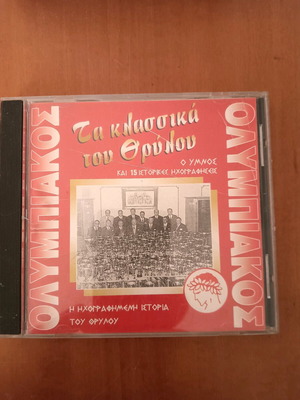 ΟΛΥΜΠΙΑΚΟΣ
Τα κλασσικά
του Θρύλου
Ο ΥΜΝΟΣ
ΚΑΙ 15 ΙΣΤΟΡΙΚΕΣ ΗΧΟΓΡΑΦΗΣΕΙΣ
Η ΗΧΟΓΡΑΦΗΜΕΝΗ ΙΣΤΟΡΙΑ
ΤΟΥ ΘΡΥΛΟΥ
ΟΛΥΜΠΙΑΚΟΣ